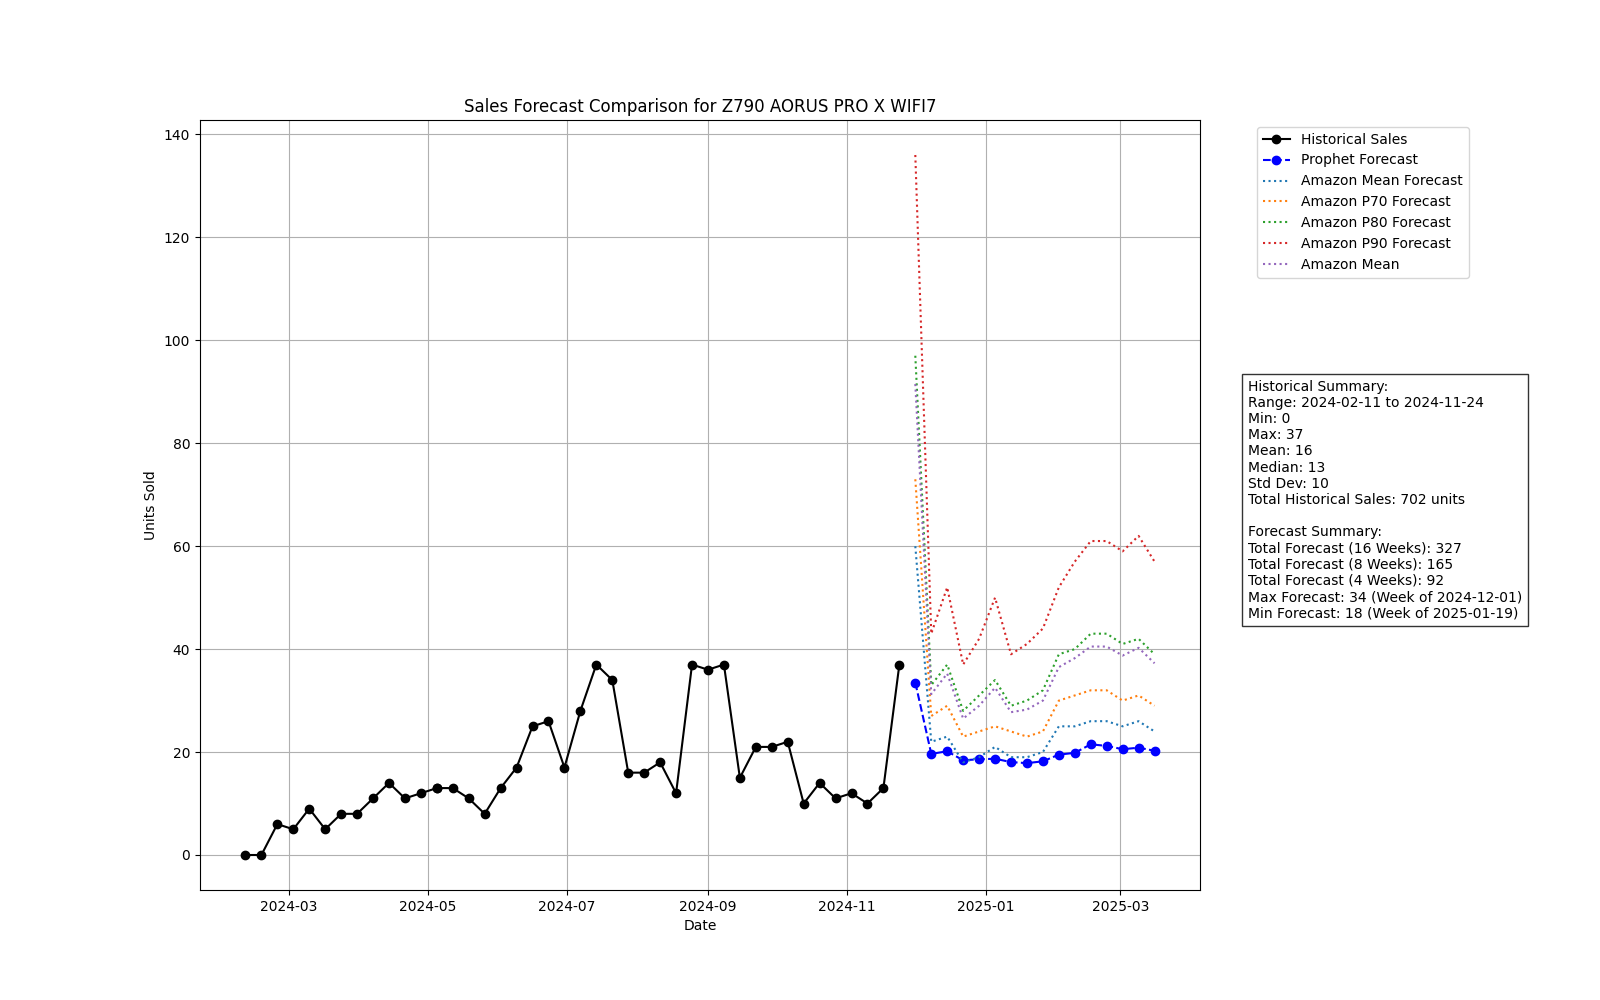 Sales Forecast Comparison for Z790 AORUS PRO X WIFI7
140
120
100
80
60
40
20
0
Units Sold
2024-03
2024-05
2024-07
2024-09
2024-11
2025-01
2025-03
Date
Historical Sales
Prophet Forecast
Amazon Mean Forecast
Amazon P70 Forecast
Amazon P80 Forecast
Amazon P90 Forecast
Amazon Mean
Historical Summary:
Range: 2024-02-11 to 2024-11-24
Min: 0
Max: 37
Mean: 16
Median: 13
Std Dev: 10
Total Historical Sales: 702 units
Forecast Summary:
Total Forecast (16 Weeks): 327
Total Forecast (8 Weeks): 165
Total Forecast (4 Weeks): 92
Max Forecast: 34 (Week of 2024-12-01)
Min Forecast: 18 (Week of 2025-01-19)